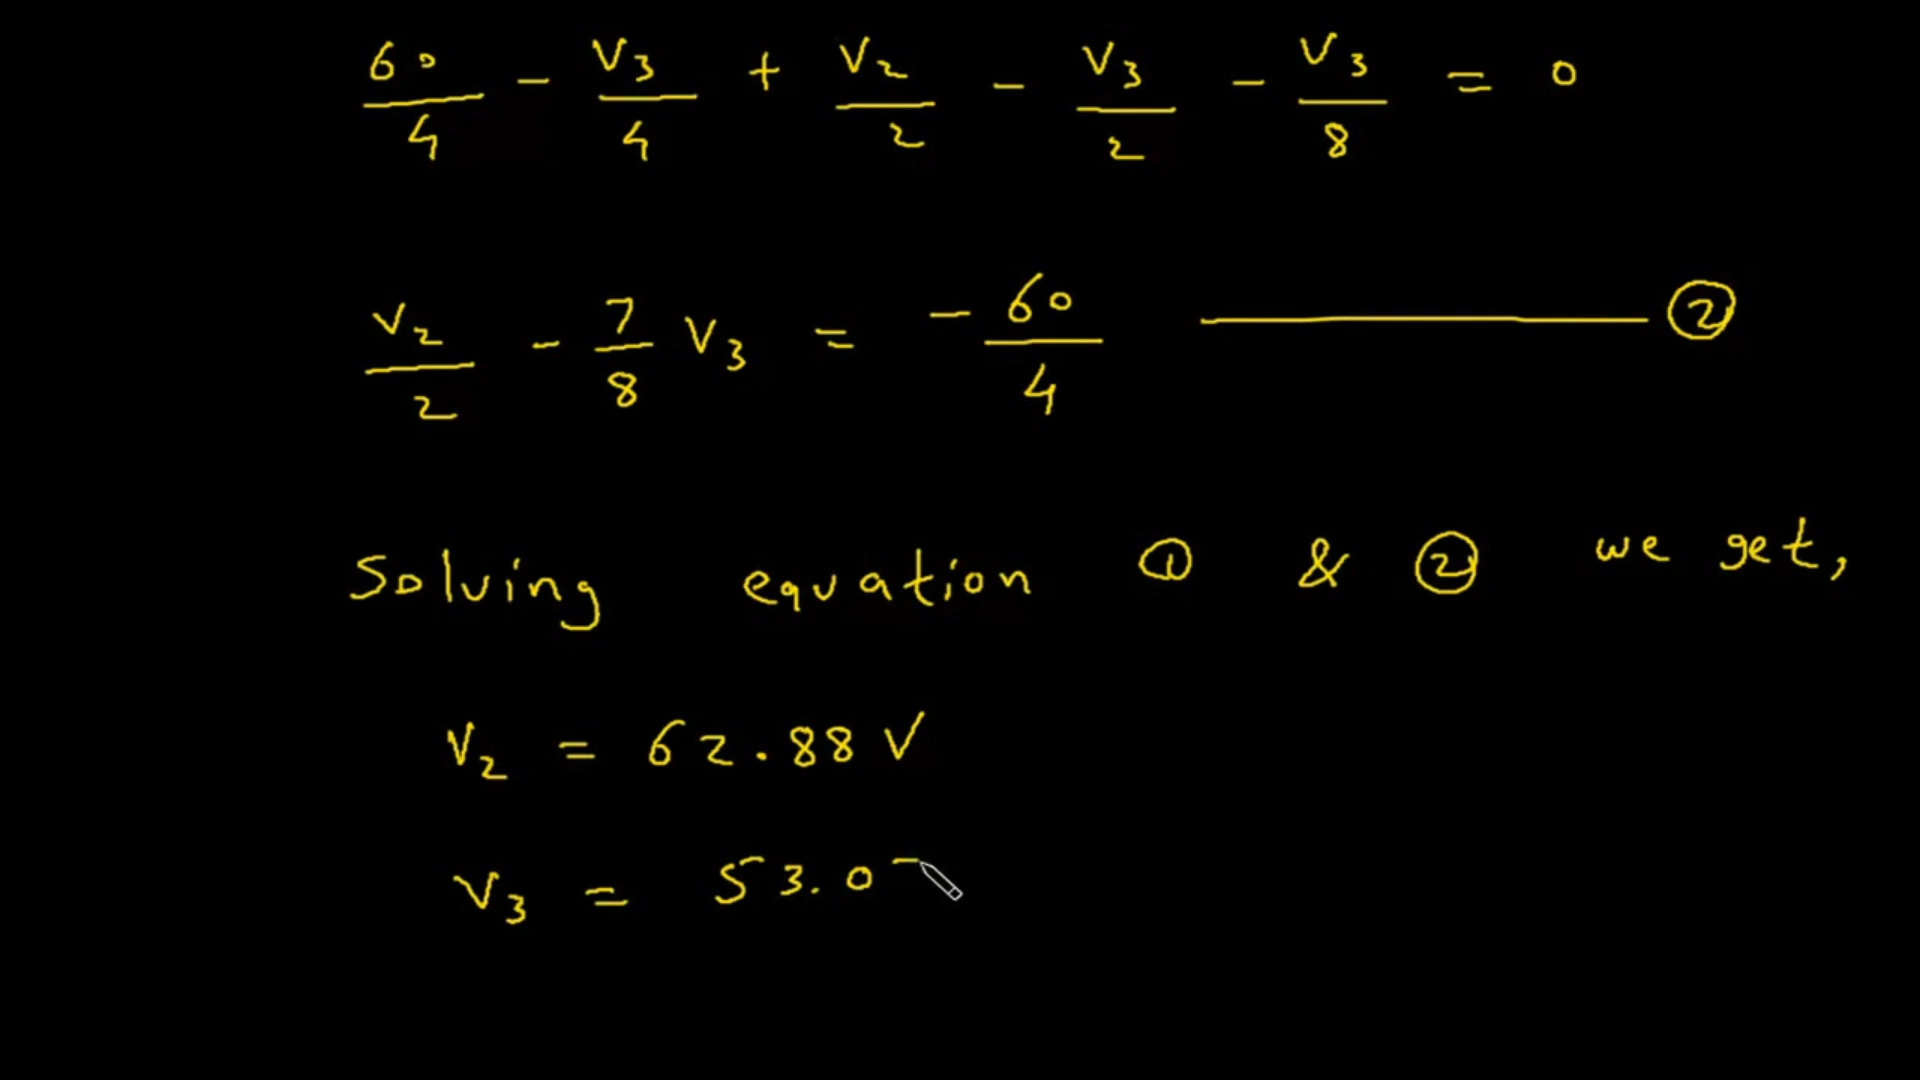 60/4 - V3/4 + V2/2 - V3/2 - V3/8 = 0
V2/2 - 7/8 V3 = - 60/4 ——— ②
Solving equation ① & ② we get,
V2 = 62.88 V
V3 = 53.0